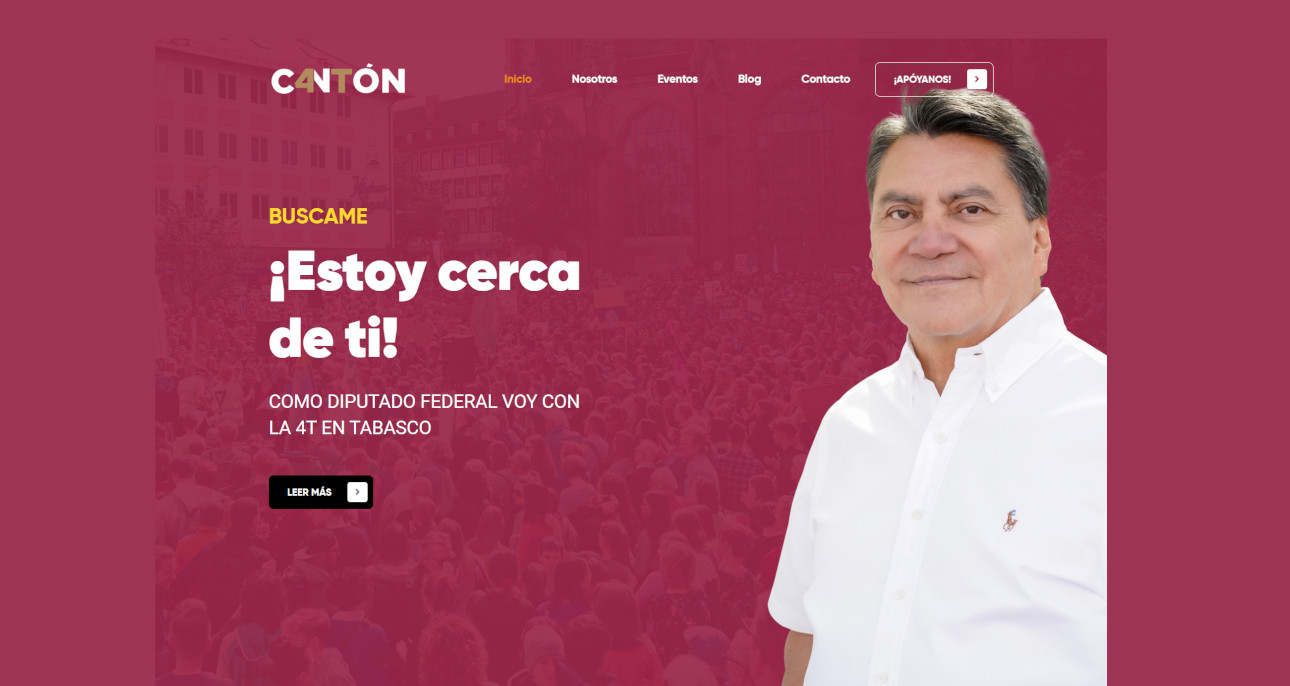 C4NTÓN
Inicio Nosotros Eventos Blog Contacto ¡APÓYANOS!
BUSCAME
¡Estoy cerca
de ti!
COMO DIPUTADO FEDERAL VOY CON
LA 4T EN TABASCO
LEER MÁS